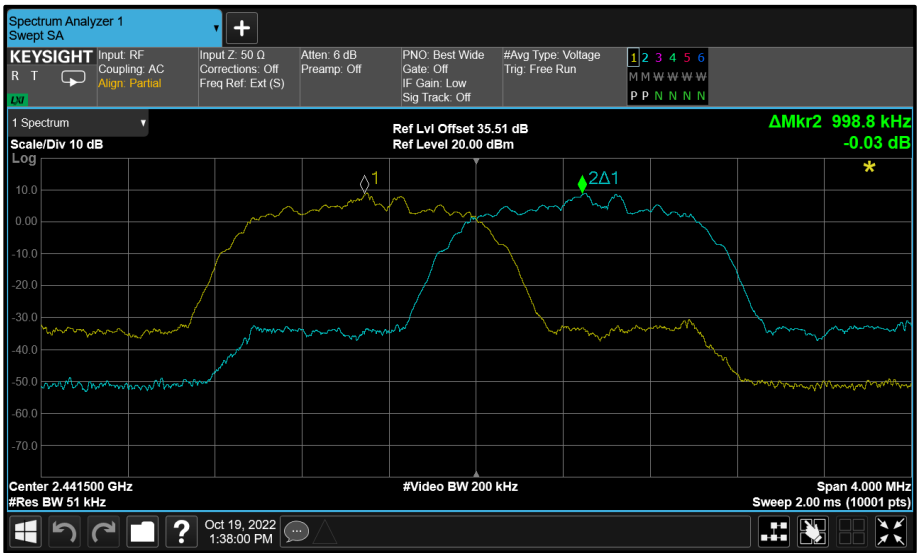 Spectrum Analyzer 1
Swept SA
+
KEYSIGHT
R T
LXI
Input: RF
Coupling: AC
Align: Partial
Input Z: 50 Ω
Corrections: Off
Freq Ref: Ext (S)
Atten: 6 dB
Preamp: Off
PNO: Best Wide
Gate: Off
IF Gain: Low
Sig Track: Off
#Avg Type: Voltage
Trig: Free Run
1 2 3 4 5 6
M M W W W W
P P N N N N
1 Spectrum
Scale/Div 10 dB
Ref Lvl Offset 35.51 dB
Ref Level 20.00 dBm
ΔMkr2 998.8 kHz
-0.03 dB
Log
*
1
2Δ1
10.0
0.00
-10.0
-20.0
-30.0
-40.0
-50.0
-60.0
-70.0
Center 2.441500 GHz
#Res BW 51 kHz
#Video BW 200 kHz
Span 4.000 MHz
Sweep 2.00 ms (10001 pts)
?
Oct 19, 2022
1:38:00 PM